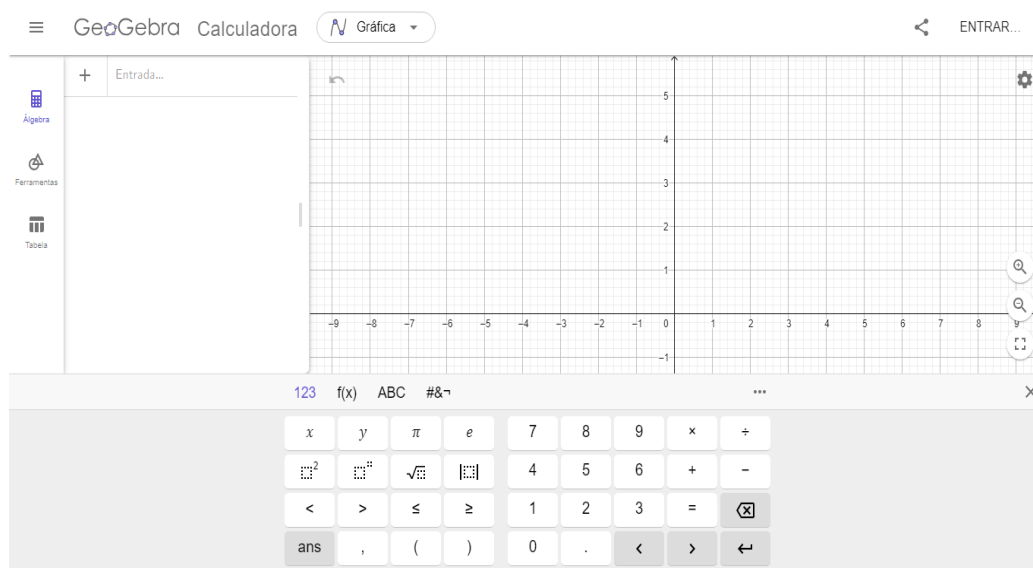 GeoGebra Calculadora Gráfica ENTRAR...
+ Entrada...
Álgebra
Ferramentas
Tabela
5
4
3
2
1
−9 −8 −7 −6 −5 −4 −3 −2 −1 0 1 2 3 4 5 6 7 8 9
−1
123 f(x) ABC #&¬ ...
x y π e 7 8 9 × ÷
2 √ 4 5 6 + −
< > ≤ ≥ 1 2 3 =
ans , ( ) 0 . < >